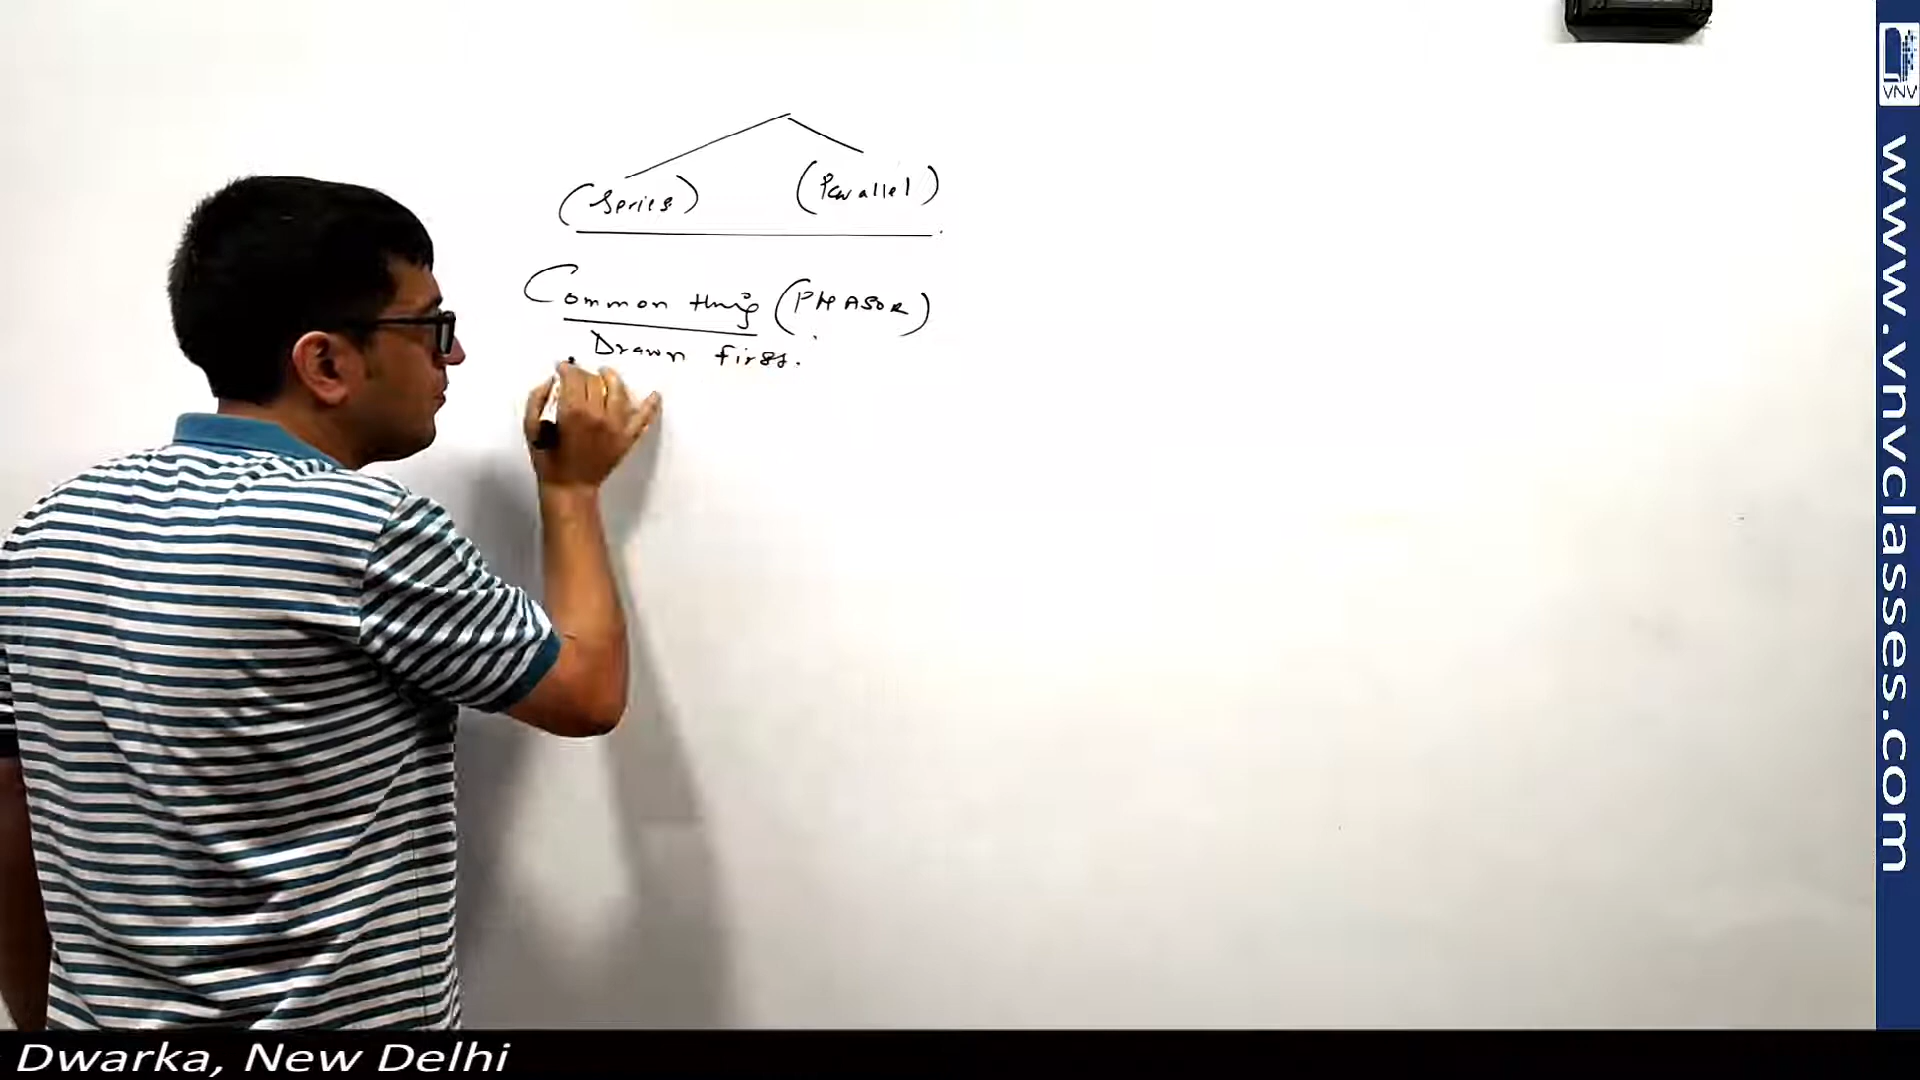 (Series) (Parallel)
Common thing (PHASOR)
Drawn first.
VNV
www.vnvclasses.com
Dwarka, New Delhi